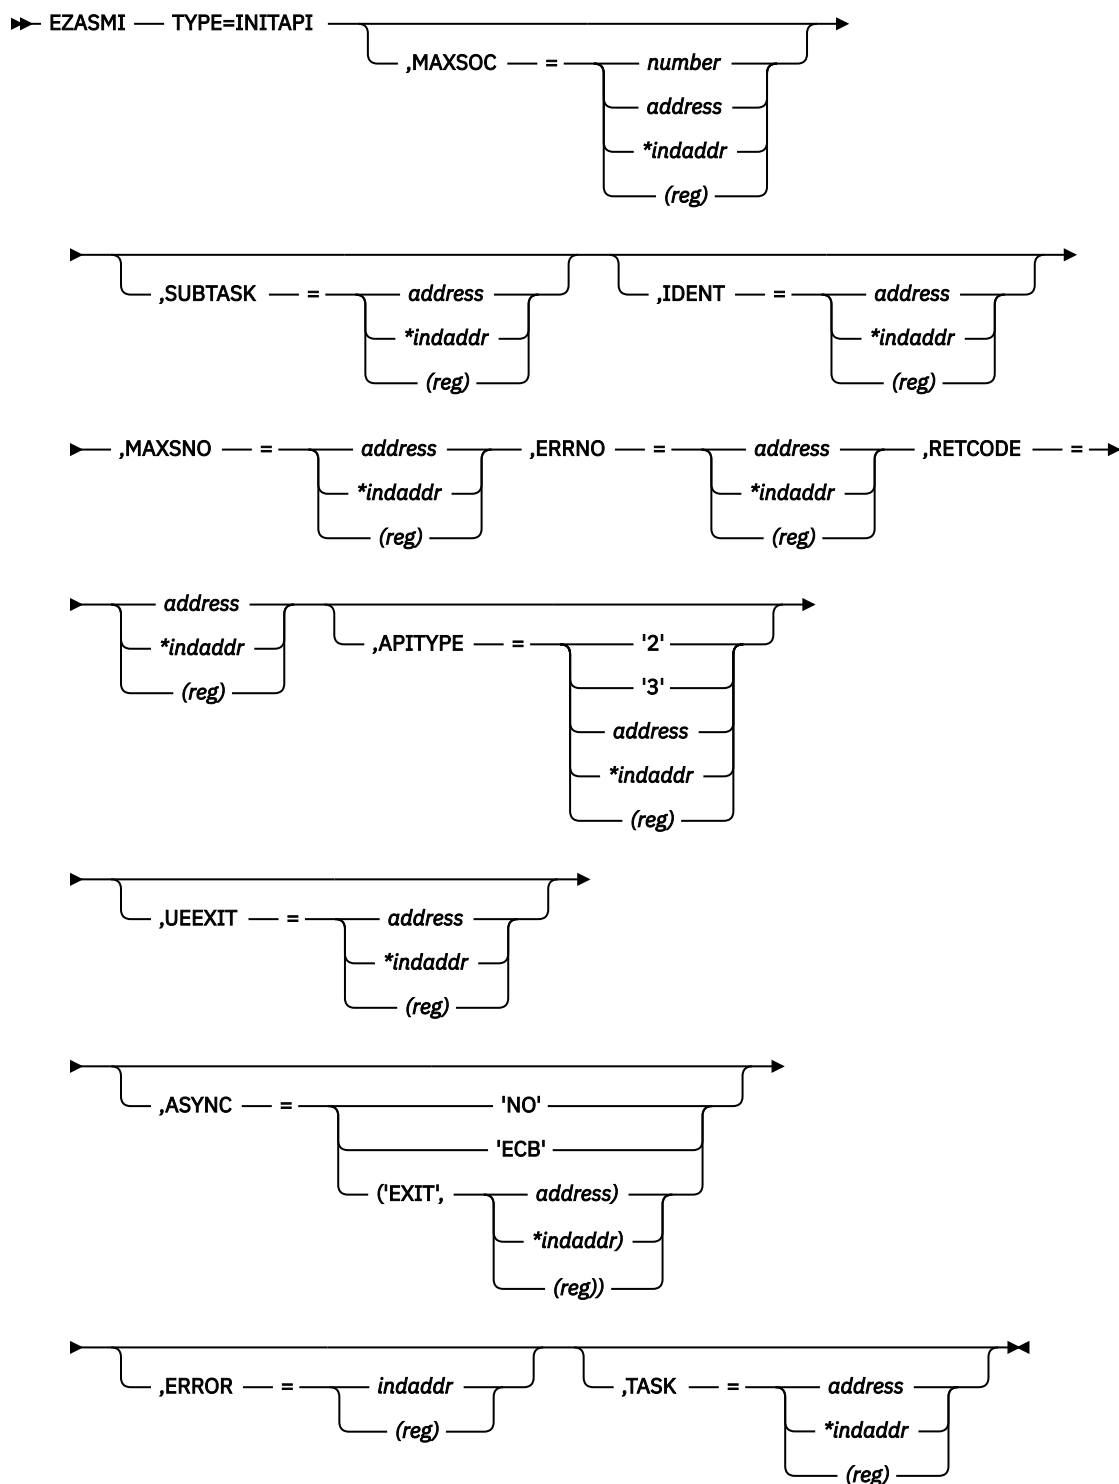 EZASMI TYPE=INITAPI
,MAXSOC = number
address
*indaddr
(reg)
,SUBTASK = address ,IDENT = address
*indaddr *indaddr
(reg) (reg)
,MAXSNO = address ,ERRNO = address ,RETCODE =
*indaddr *indaddr
(reg) (reg)
address
*indaddr ,APITYPE = '2'
(reg) '3'
address
*indaddr
(reg)
,UEEXIT = address
*indaddr
(reg)
,ASYNC = 'NO'
'ECB'
('EXIT', address)
*indaddr)
(reg))
,ERROR = indaddr ,TASK = address
(reg) *indaddr
(reg)